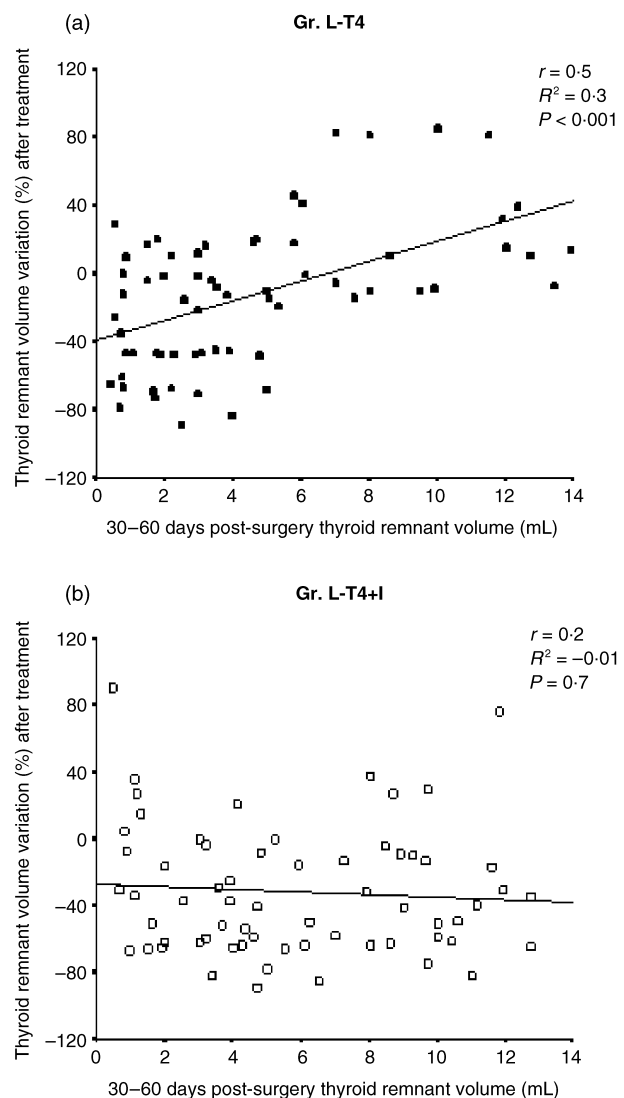 (a)
Gr. L-T4
r = 0·5
R² = 0·3
P < 0·001
Thyroid remnant volume variation (%) after treatment
120
80
40
0
−40
−80
−120
0 2 4 6 8 10 12 14
30–60 days post-surgery thyroid remnant volume (mL)
(b)
Gr. L-T4+I
r = 0·2
R² = −0·01
P = 0·7
Thyroid remnant volume variation (%) after treatment
120
80
40
0
−40
−80
−120
0 2 4 6 8 10 12 14
30–60 days post-surgery thyroid remnant volume (mL)